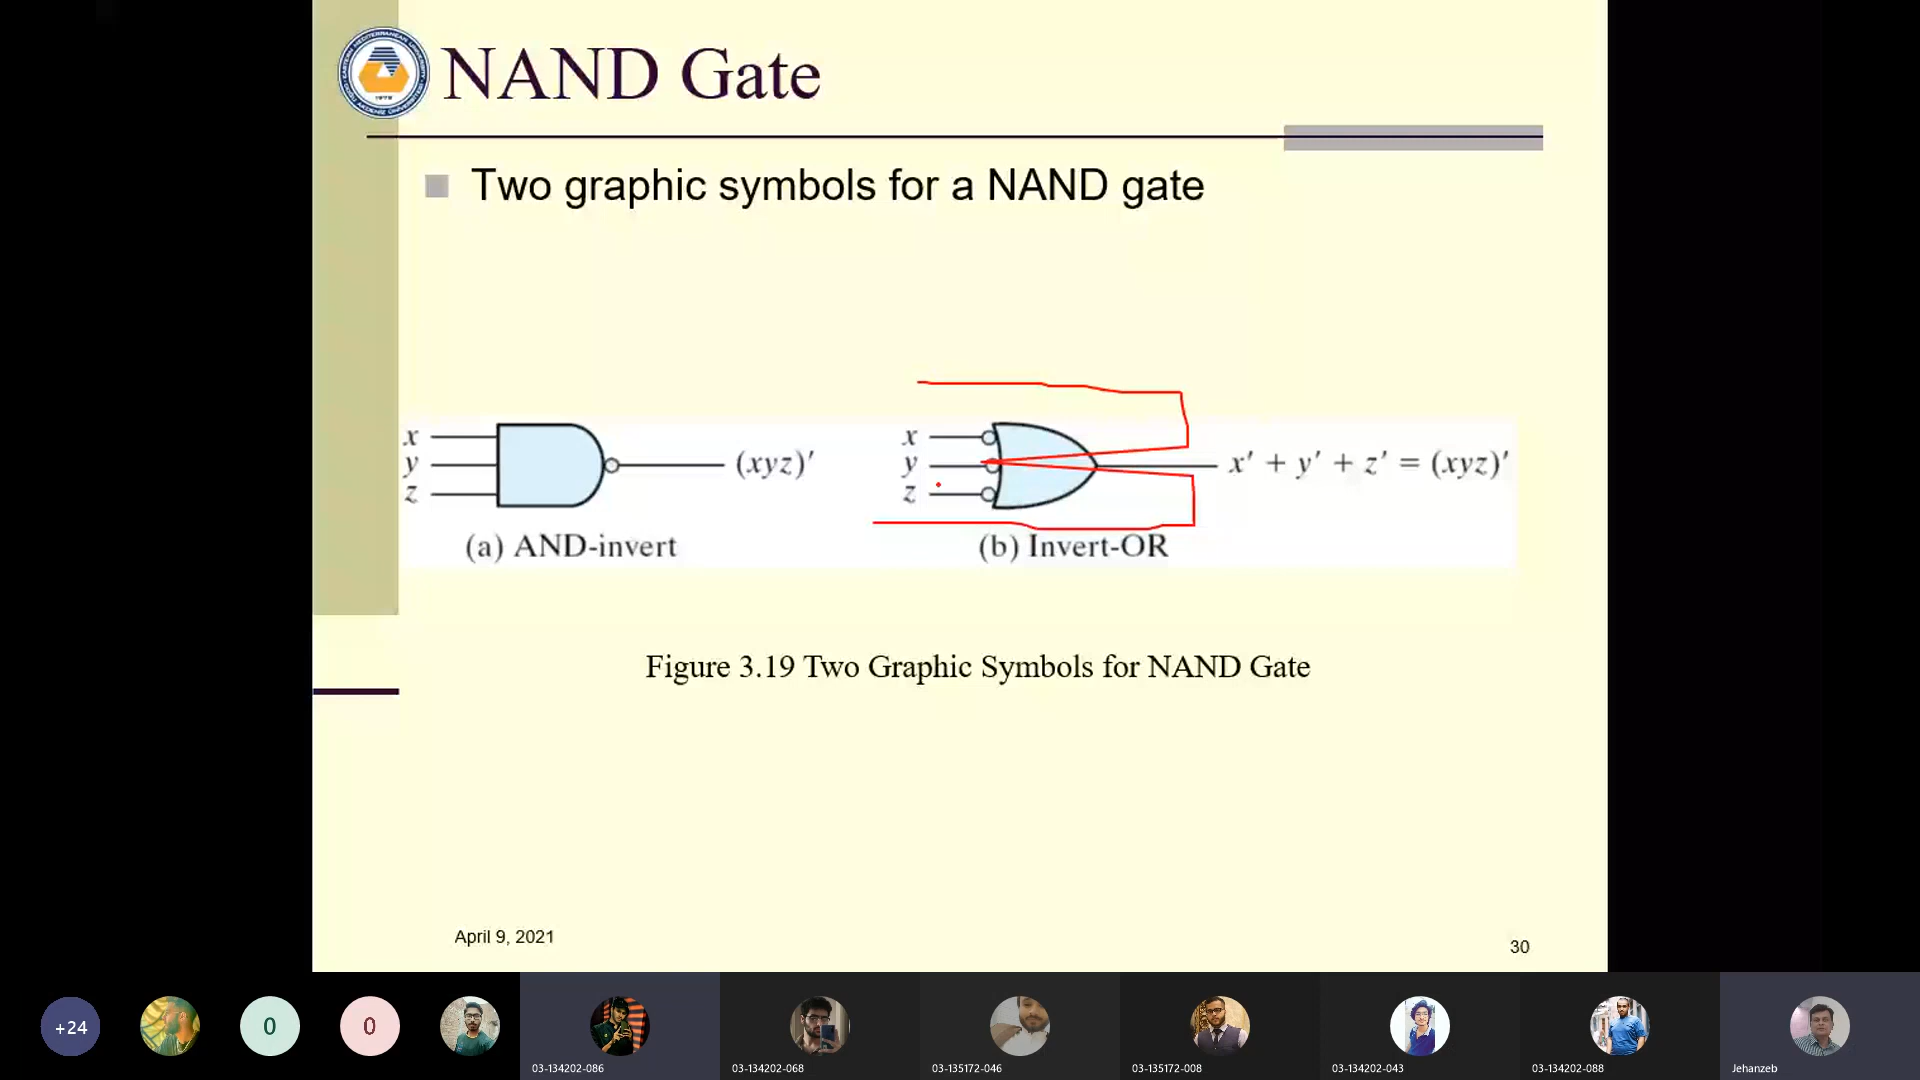 NAND Gate
Two graphic symbols for a NAND gate
x
y
z
(xyz)′
(a) AND-invert
x
y
z
x′ + y′ + z′ = (xyz)′
(b) Invert-OR
Figure 3.19 Two Graphic Symbols for NAND Gate
April 9, 2021
30
+24
0
0
03-134202-086
03-134202-068
03-135172-046
03-135172-008
03-134202-043
03-134202-088
Jehanzeb